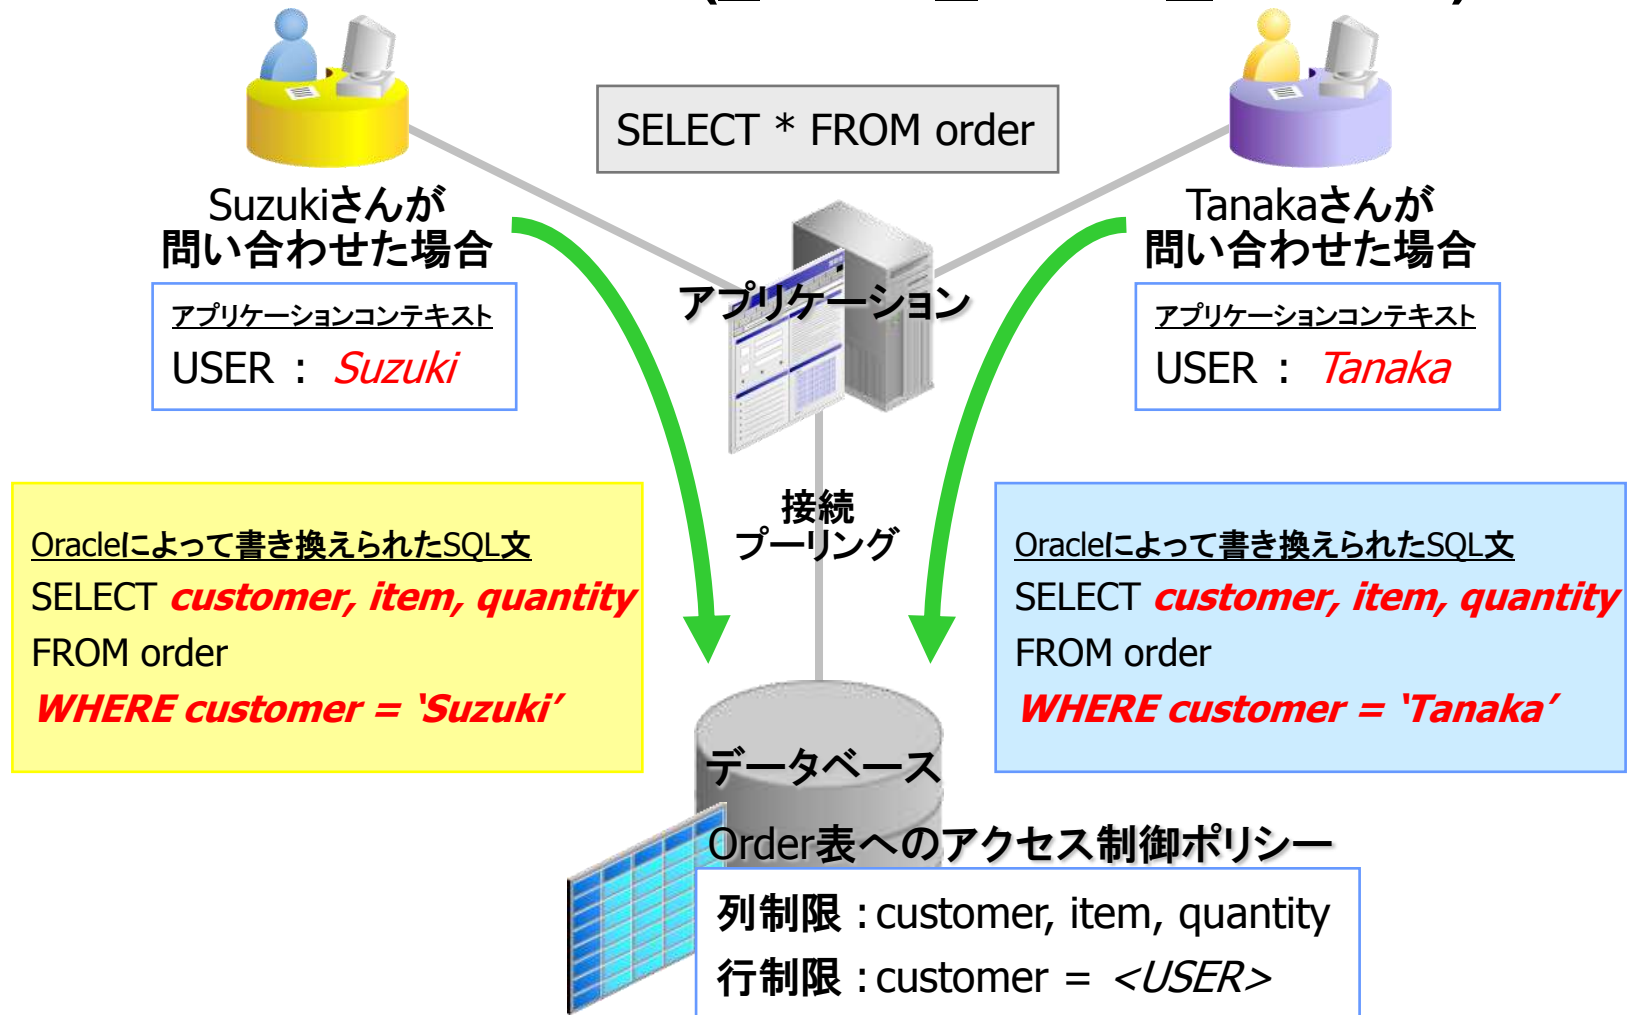 SELECT * FROM order
Suzukiさんが
問い合わせた場合
アプリケーションコンテキスト
USER : Suzuki
Tanakaさんが
問い合わせた場合
アプリケーションコンテキスト
USER : Tanaka
アプリケーション
接続
プーリング
Oracleによって書き換えられたSQL文
SELECT customer, item, quantity
FROM order
WHERE customer = ‘Suzuki’
Oracleによって書き換えられたSQL文
SELECT customer, item, quantity
FROM order
WHERE customer = ‘Tanaka’
データベース
Order表へのアクセス制御ポリシー
列制限 : customer, item, quantity
行制限 : customer = <USER>